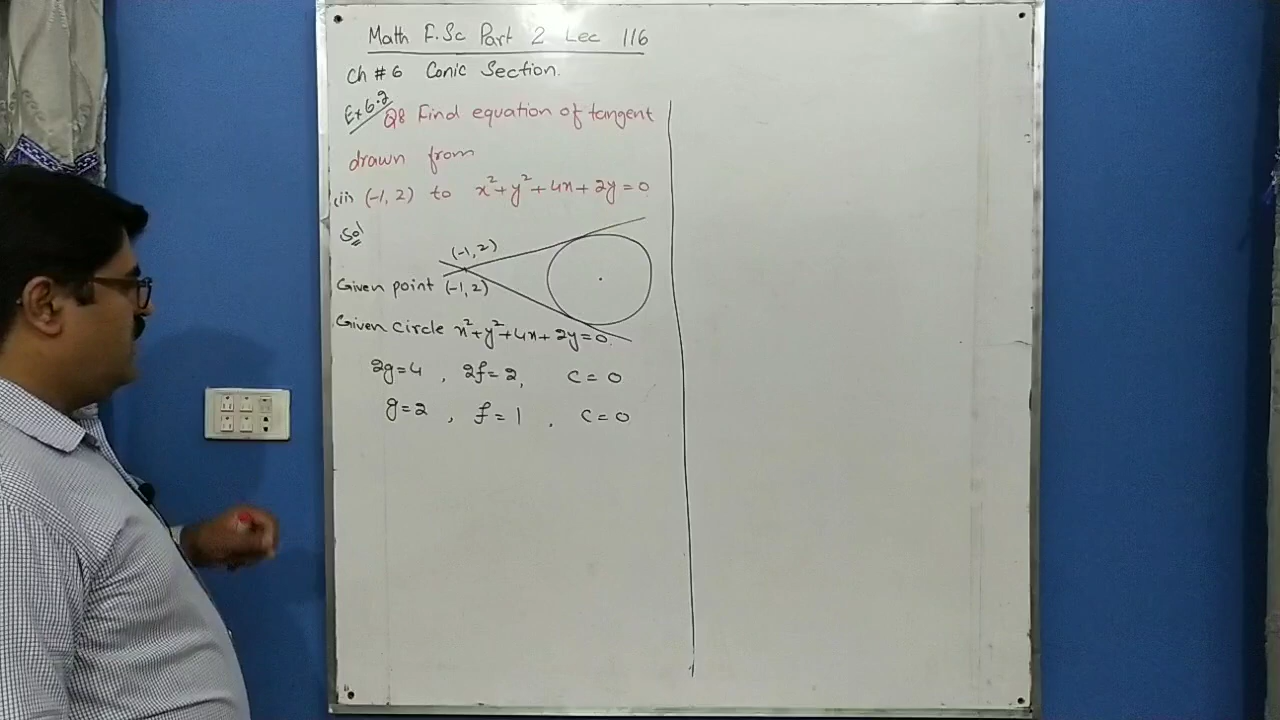 Math F.Sc Part 2 Lec 116
Ch # 6 Conic Section.
Ex 6.2 Q8 Find equation of tangent
drawn from
(ii) (-1, 2) to x²+y²+4x+2y=0
Sol
(-1, 2)
Given point (-1, 2)
Given circle x²+y²+4x+2y=0.
2g=4 , 2f=2, c=0
g=2 , f=1 , c=0